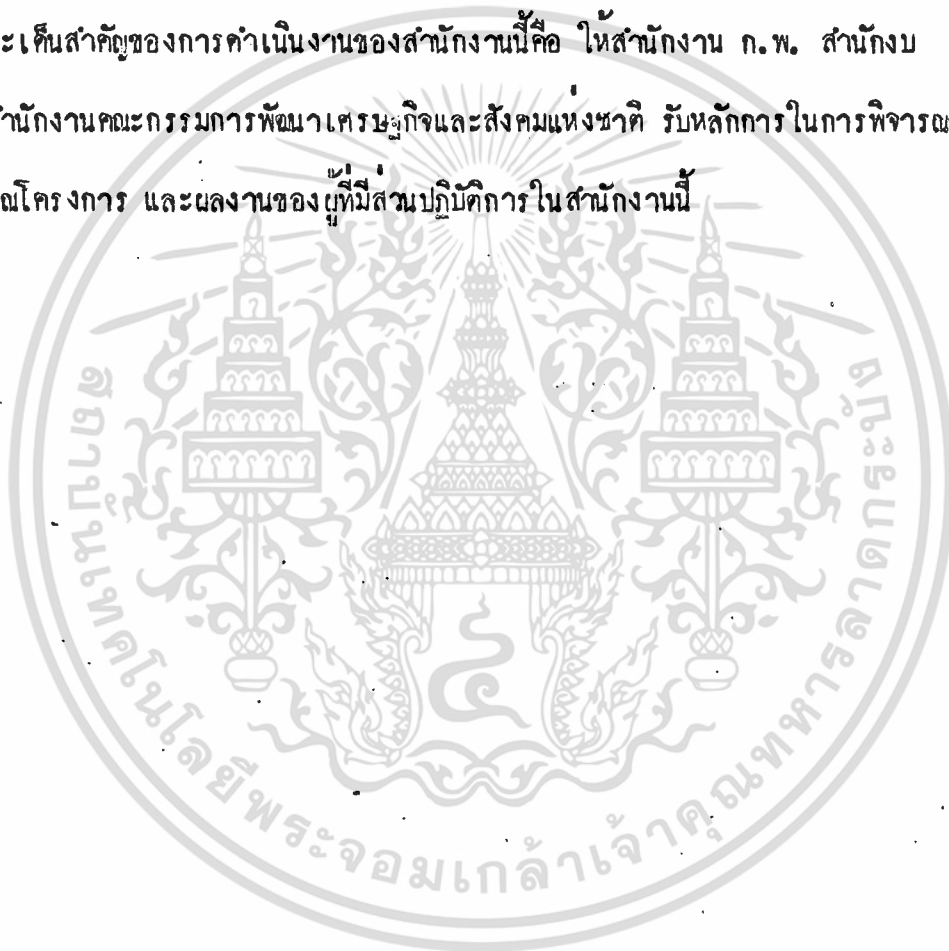 ะเด็นสำคัญของการดำเนินงานของสำนักงานนี้คือ ให้สำนักงาน ก.พ. สำนักงบ
ำนักงานคณะกรรมการพัฒนาเศรษฐกิจและสังคมแห่งชาติ รับหลักการในการพิจารณ
ณโครงการ และผลงานของผู้ที่มีส่วนปฏิบัติการในสำนักงานนี้
สถาบันเทคโนโลยีพระจอมเกล้าเจ้าคุณทหารลาดกระบัง